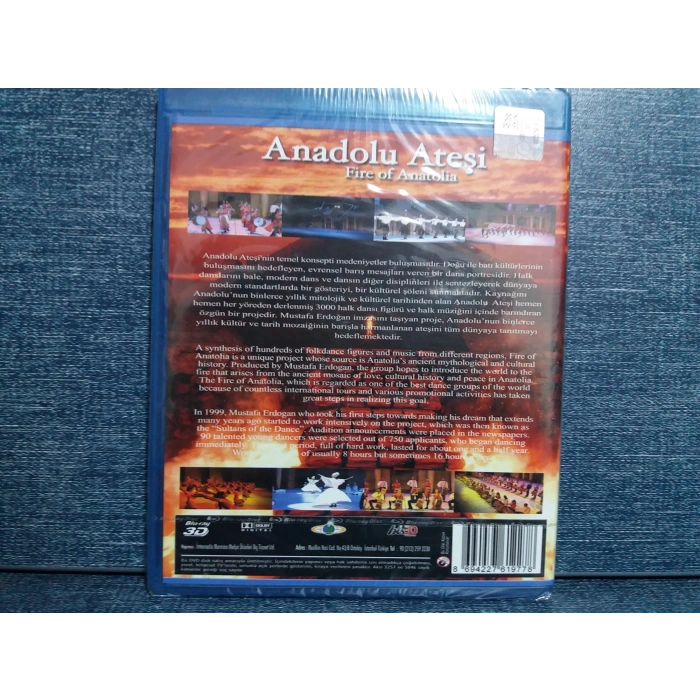 Anadolu Ateşi
Fire of Anatolia
Anadolu Ateşi'nin temel konsepti medeniyetler buluşmasıdır. Doğu ile batı kültürlerinin
buluşmasını hedefleyen, evrensel barış mesajları veren bir dans portresidir. Halk
danslarını bale, modern dans ve dansın diğer disiplinleri ile sentezleyerek dünyaya
modern standartlarda bir gösteriyi, bir kültürel şöleni sunmaktadır. Kaynağını
Anadolu'nun binlerce yıllık mitolojik ve kültürel tarihinden alan Anadolu Ateşi hemen
hemen her yöreden derlenmiş 3000 halk dansı figürü ve halk müziğini içinde barındıran
özgün bir projedir. Mustafa Erdoğan imzasını taşıyan proje, Anadolu'nun binlerce
yıllık kültür ve tarih mozaiğinin barışla harmanlanan ateşini tüm dünyaya tanıtmayı
hedeflemektedir.
A synthesis of hundreds of folkdance figures and music from different regions, Fire of
Anatolia is a unique project whose source is Anatolia's ancient mythological and cultural
history. Produced by Mustafa Erdogan, the group hopes to introduce the world to the
fire that arises from the ancient mosaic of love, cultural history and peace in Anatolia.
The Fire of Anatolia, which is regarded as one of the best dance groups of the world
because of countless international tours and various promotional activities has taken
great steps in realizing this goal.
In 1999, Mustafa Erdogan who took his first steps towards making his dream that extends
many years ago started to work intensively on the project, which was then known as
the "Sultans of the Dance". Audition announcements were placed in the newspapers.
90 talented young dancers were selected out of 750 applicants, who began dancing
immediately. period, full of hard work, lasted for about one and a half year.
of usually 8 hours but sometimes 16 hours
Blu-ray
3D
DOLBY
DIGITAL
8 694227 619778